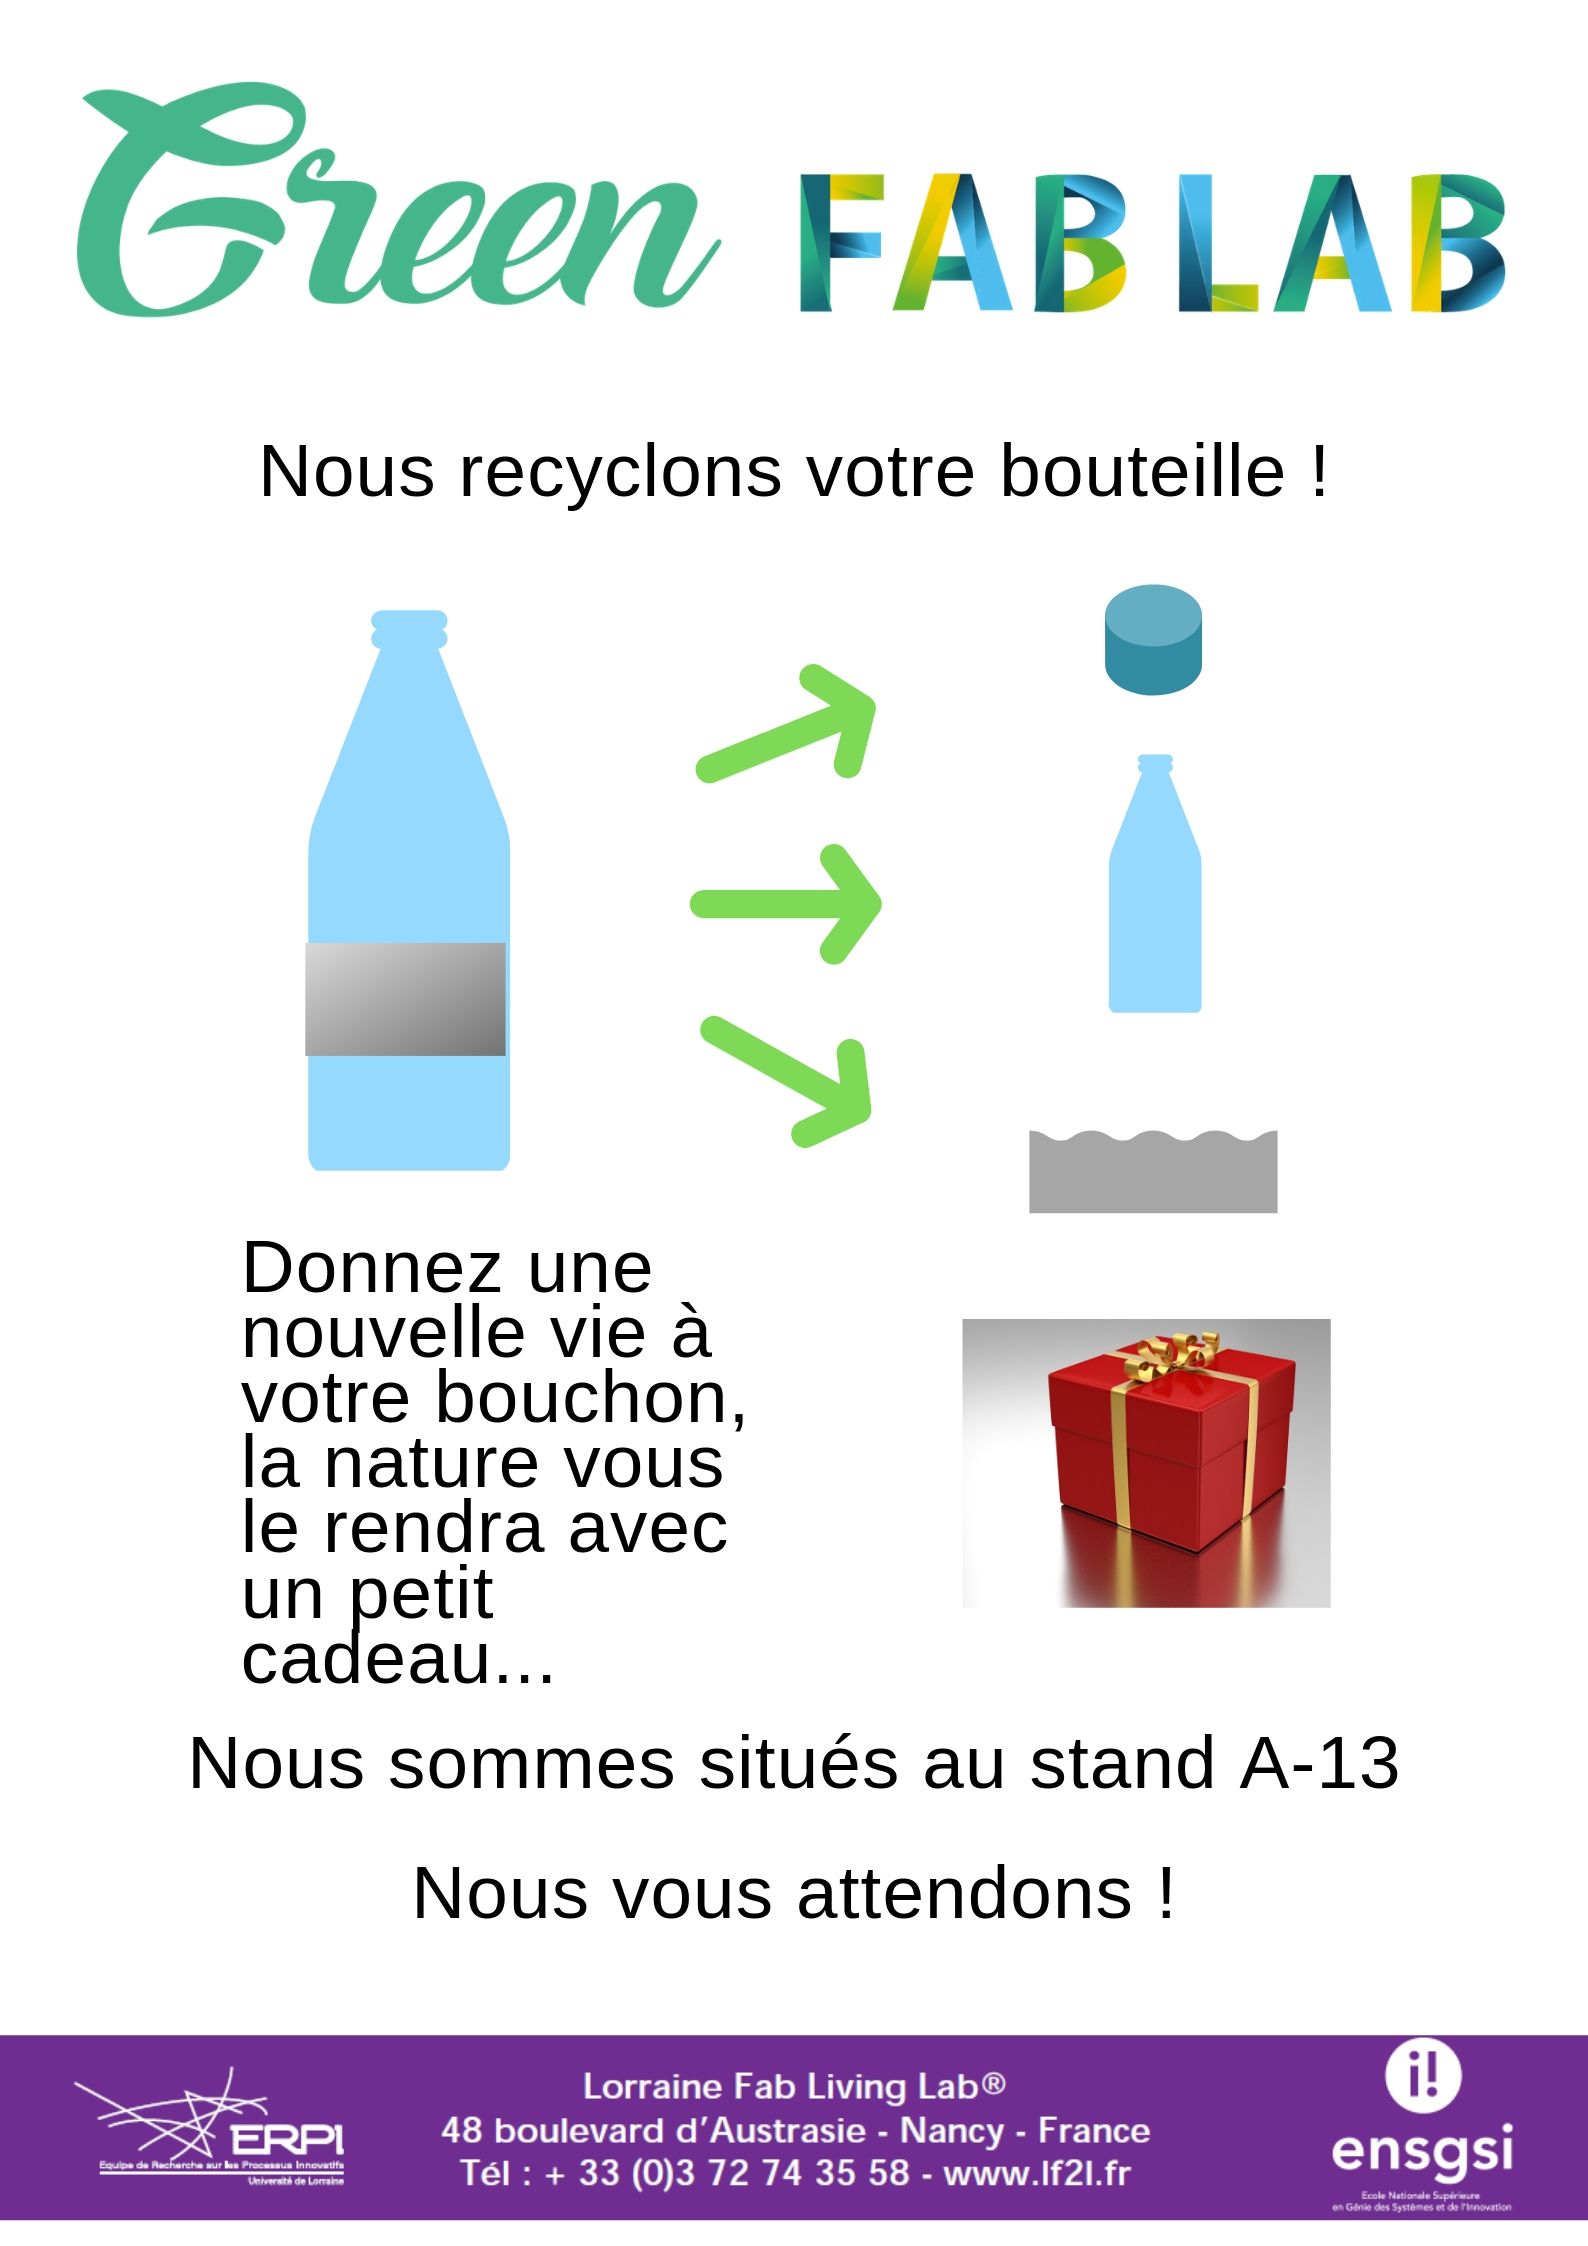 Green FAB LAB
Nous recyclons votre bouteille !
Donnez une
nouvelle vie à
votre bouchon,
la nature vous
le rendra avec
un petit
cadeau...
Nous sommes situés au stand A-13
Nous vous attendons !
ERPI
Equipe de Recherche sur les Processus Innovatifs
Université de Lorraine
Lorraine Fab Living Lab®
48 boulevard d'Austrasie - Nancy - France
Tél : + 33 (0)3 72 74 35 58 - www.lf2l.fr
i!
ensgsi
Ecole Nationale Supérieure
en Génie des Systèmes et de l'Innovation